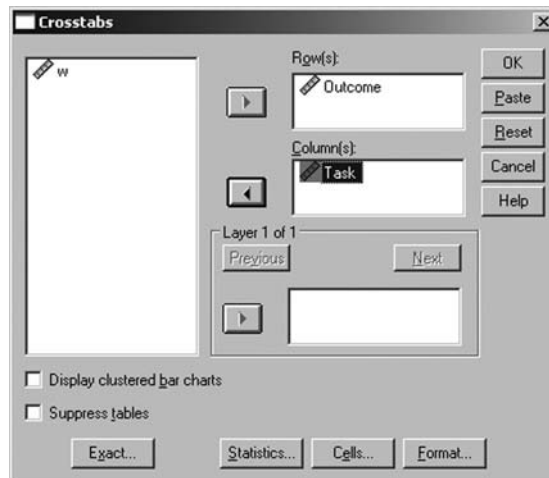 Crosstabs
w
Row(s):
Outcome
Column(s):
Task
OK
Paste
Reset
Cancel
Help
Layer 1 of 1
Previous
Next
Display clustered bar charts
Suppress tables
Exact...
Statistics...
Cells...
Format...